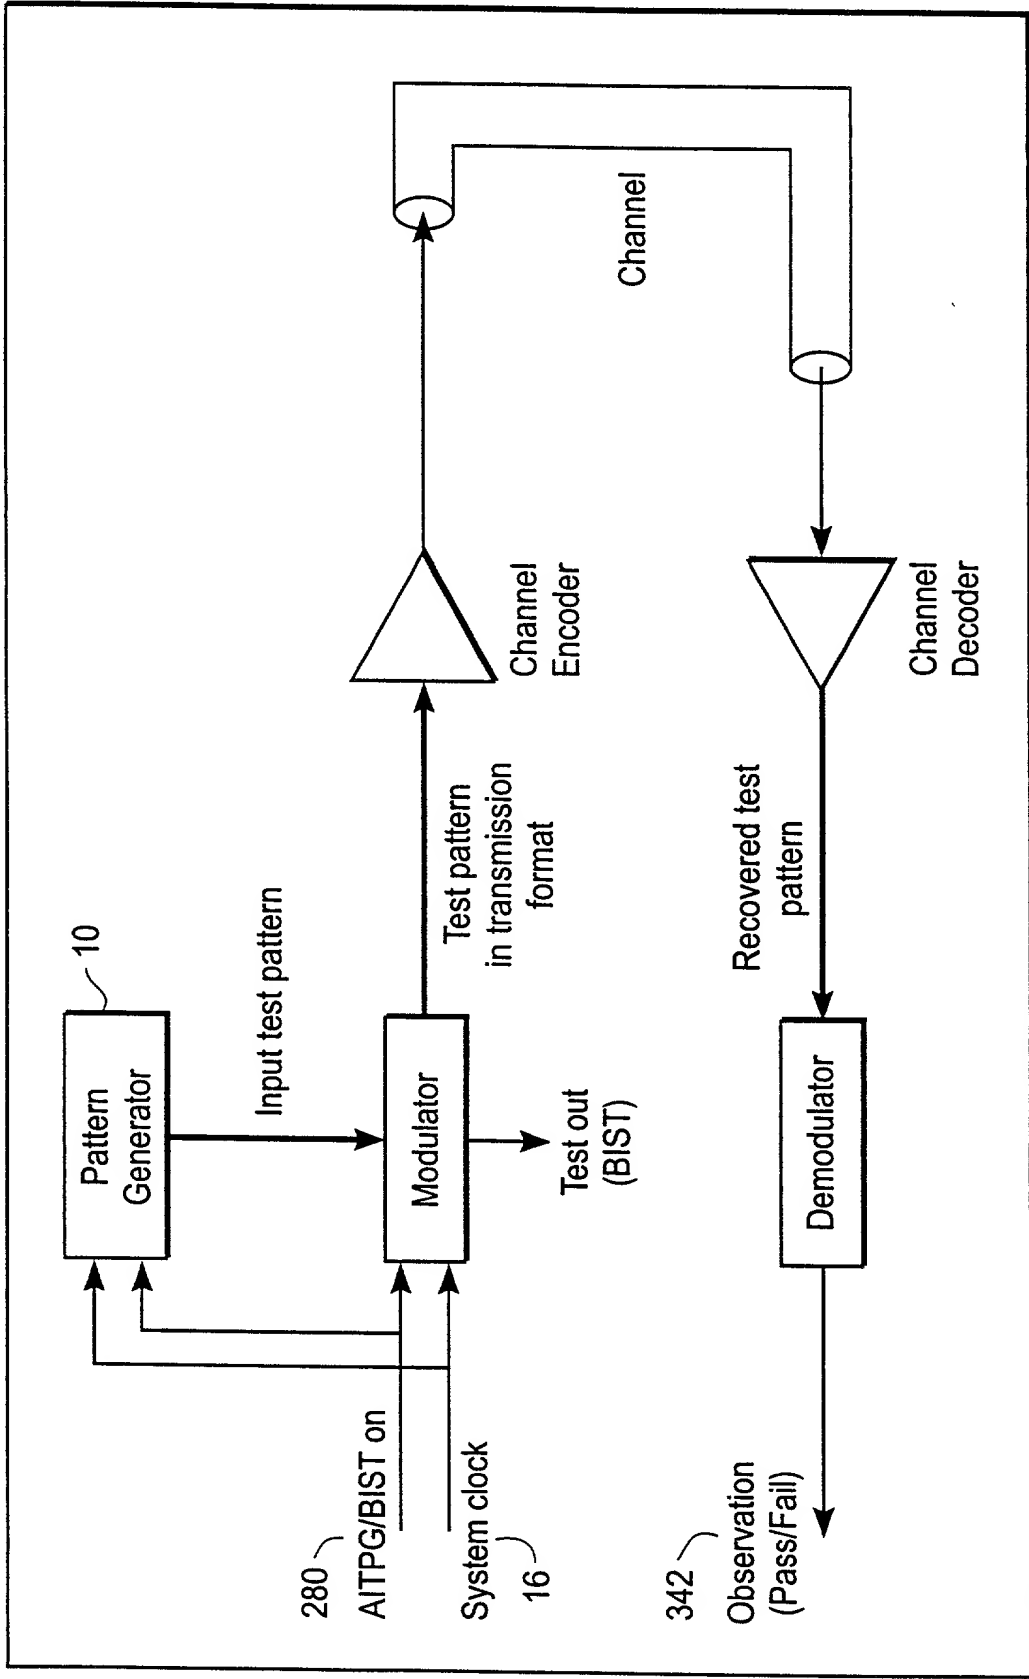 Pattern
Generator
10
Input test pattern
280
AITPG/BIST on
System clock
16
Modulator
Test out
(BIST)
Test pattern
in transmission
format
Channel
Encoder
Channel
Channel
Decoder
Recovered test
pattern
Demodulator
342
Observation
(Pass/Fail)